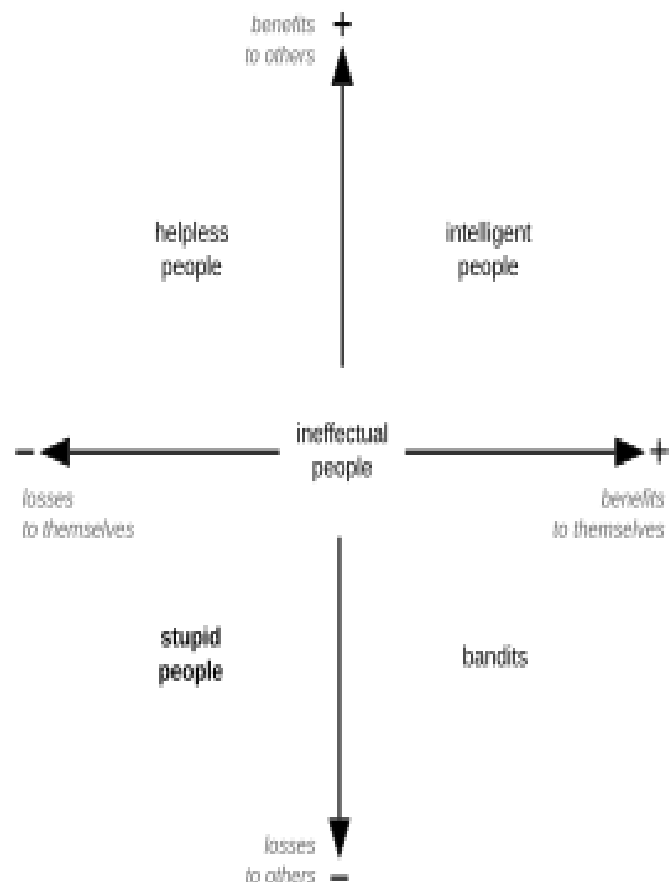 benefits +
to others
helpless
people
intelligent
people
ineffectual
people
− +
losses
to themselves
benefits
to themselves
stupid
people
bandits
losses
to others −